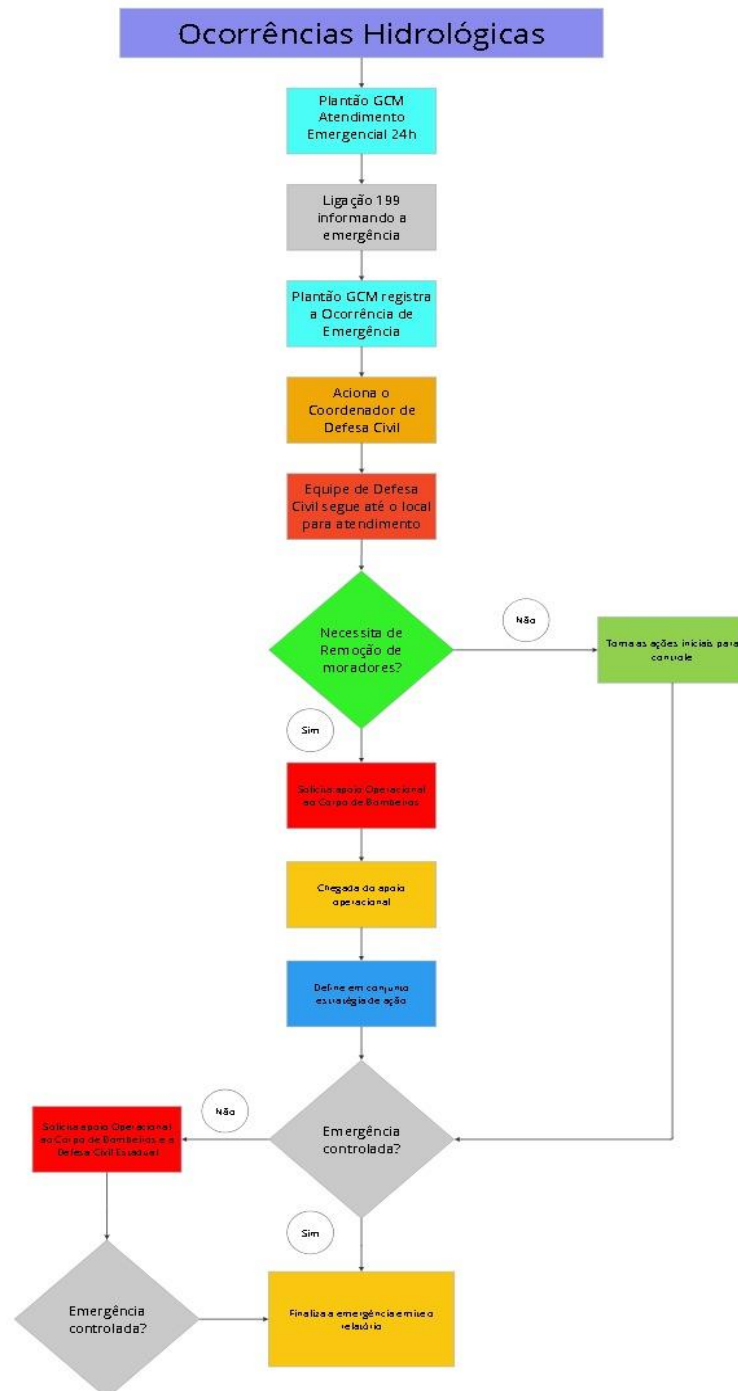 Ocorrências Hidrológicas
Plantão GCM
Atendimento
Emergencial 24h
Ligação 199
informando a
emergência
Plantão GCM registra
a Ocorrência de
Emergência
Aciona o
Coordenador de
Defesa Civil
Equipe de Defesa
Civil segue até o local
para atendimento
Necessita de
Remoção de
moradores?
Não
Toma as ações iniciais para
controle
Sim
Solicita apoio Operacional
ao Corpo de Bombeiros
Chegada do apoio
operacional
Define em conjunto
estratégia de ação
Emergência
controlada?
Não
Solicita apoio Operacional
ao Corpo de Bombeiros e a
Defesa Civil Estadual
Sim
Emergência
controlada?
Finaliza a emergência emite o
relatório